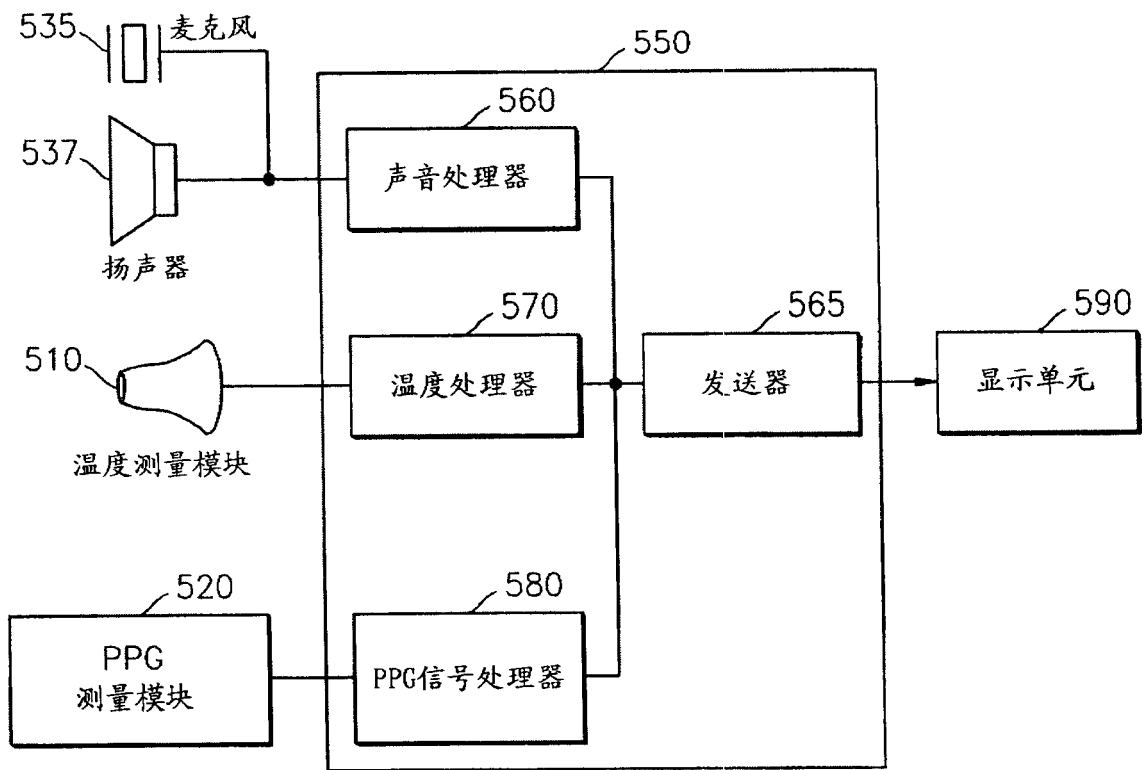 535
麦克风
550
560
537
声音处理器
扬声器
570
565
590
510
温度处理器
发送器
显示单元
温度测量模块
520
580
PPG
测量模块
PPG信号处理器